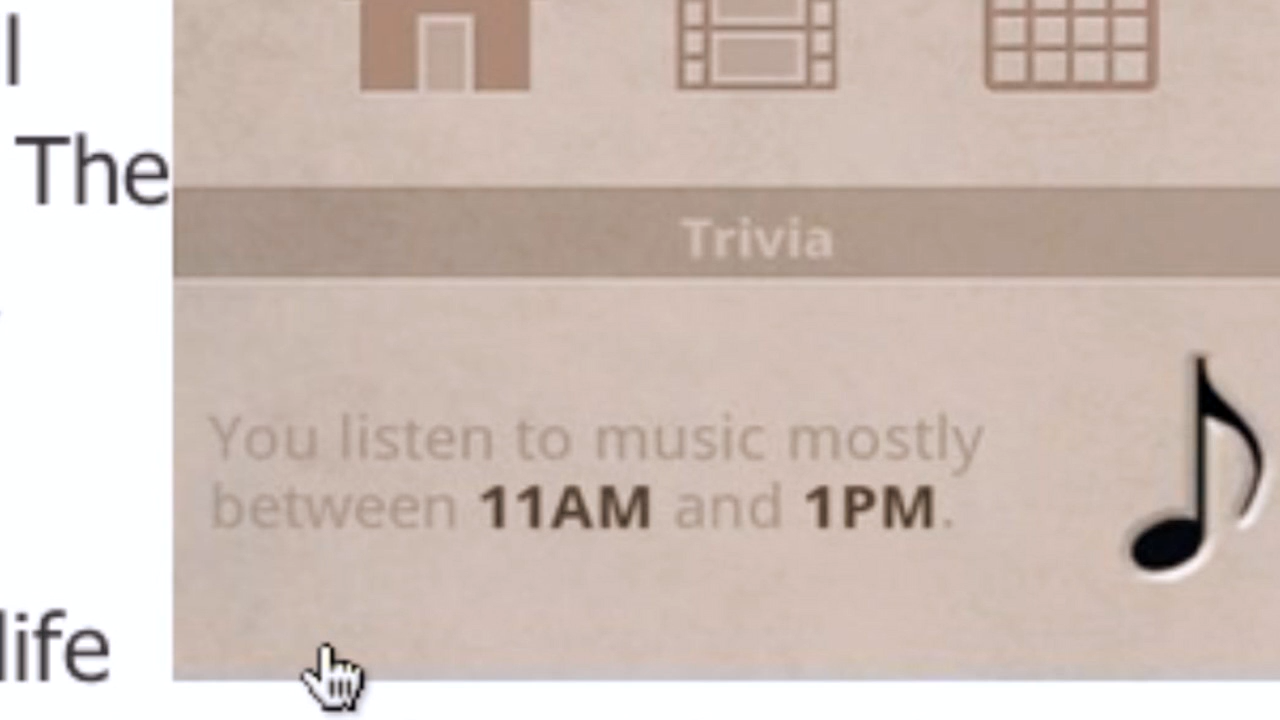 l
The
Trivia
You listen to music mostly
between 11AM and 1PM.
life